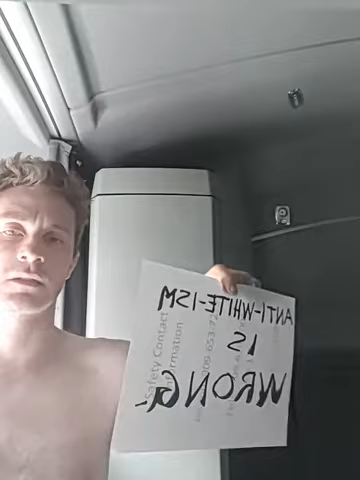 ANTI-WHITE-ISM
IS
WRONG.
Safety Contact
Information